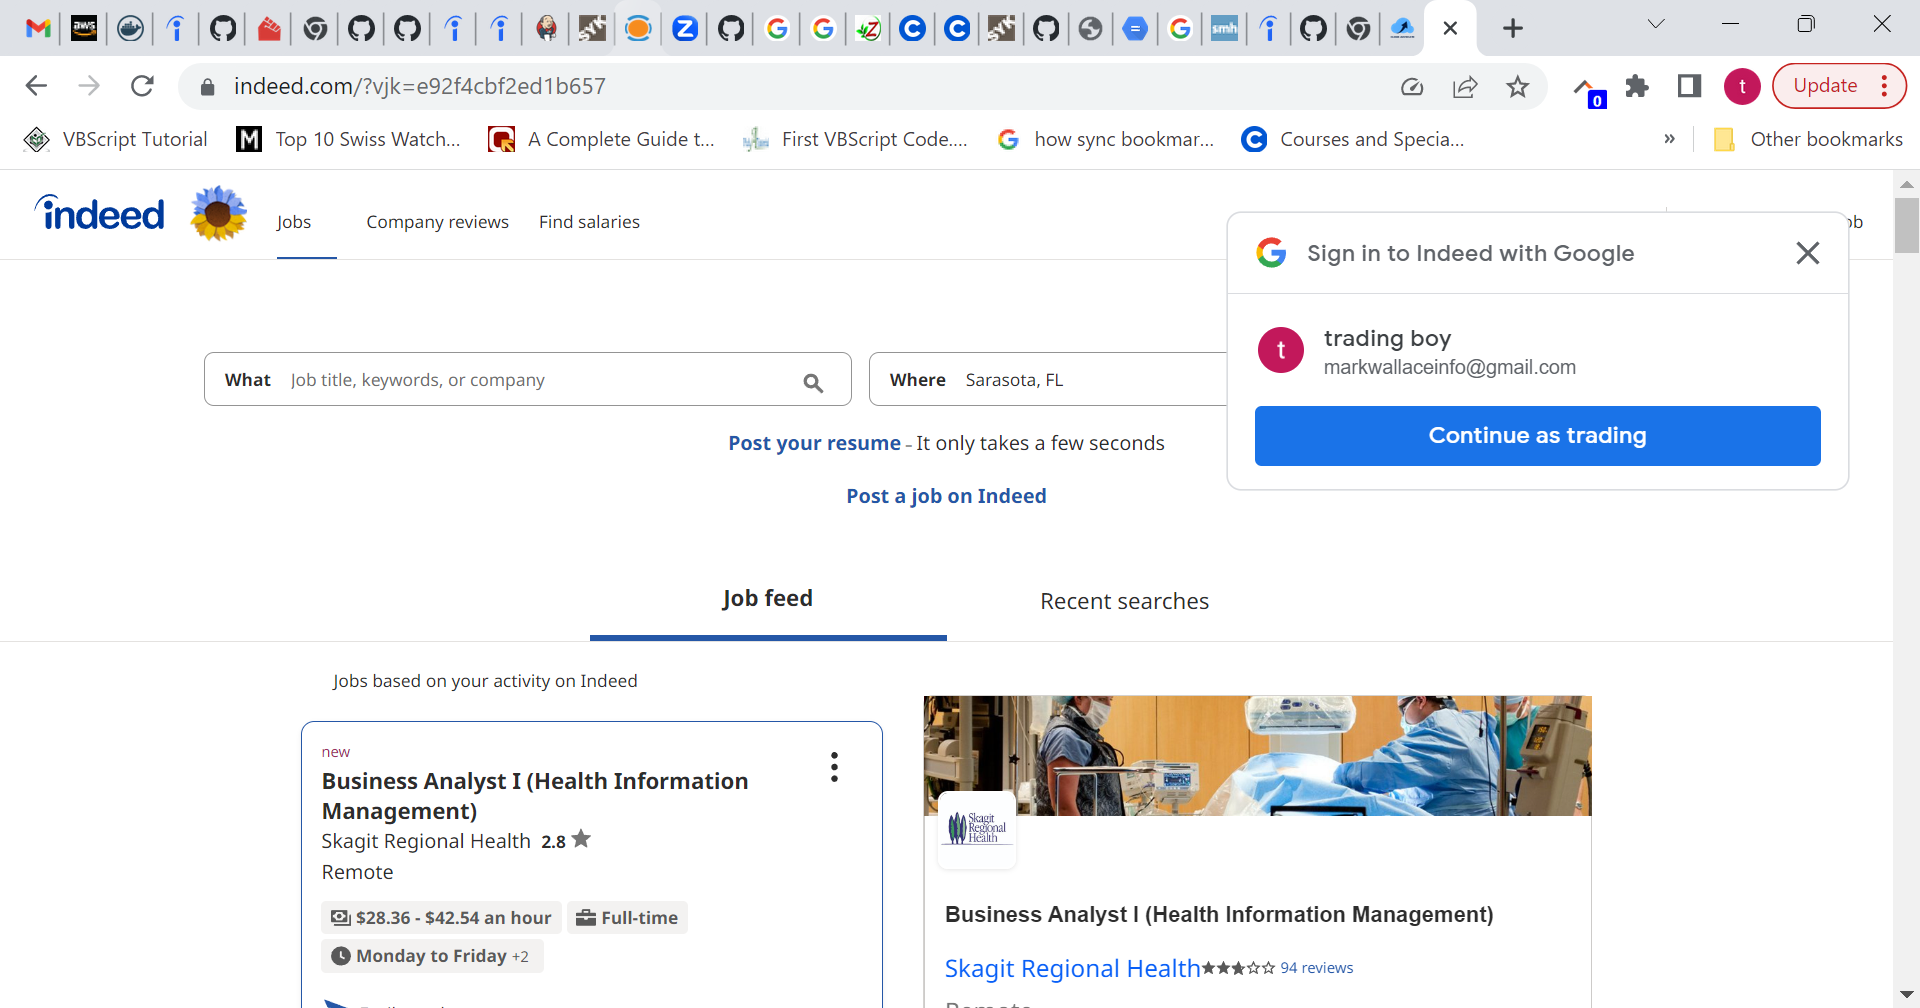 aws
smh
indeed.com/?vjk=e92f4cbf2ed1b657
0
t
Update
VBScript Tutorial
M
Top 10 Swiss Watch...
A Complete Guide t...
First VBScript Code....
how sync bookmar...
Courses and Specia...
»
Other bookmarks
indeed
Jobs
Company reviews
Find salaries
ob
Sign in to Indeed with Google
t
trading boy
markwallaceinfo@gmail.com
Continue as trading
What Job title, keywords, or company
Where Sarasota, FL
Post your resume - It only takes a few seconds
Post a job on Indeed
Job feed
Recent searches
Jobs based on your activity on Indeed
new
Business Analyst I (Health Information
Management)
Skagit Regional Health 2.8
Remote
$28.36 - $42.54 an hour
Full-time
Monday to Friday +2
Skagit
Regional
Health
Business Analyst I (Health Information Management)
Skagit Regional Health
94 reviews